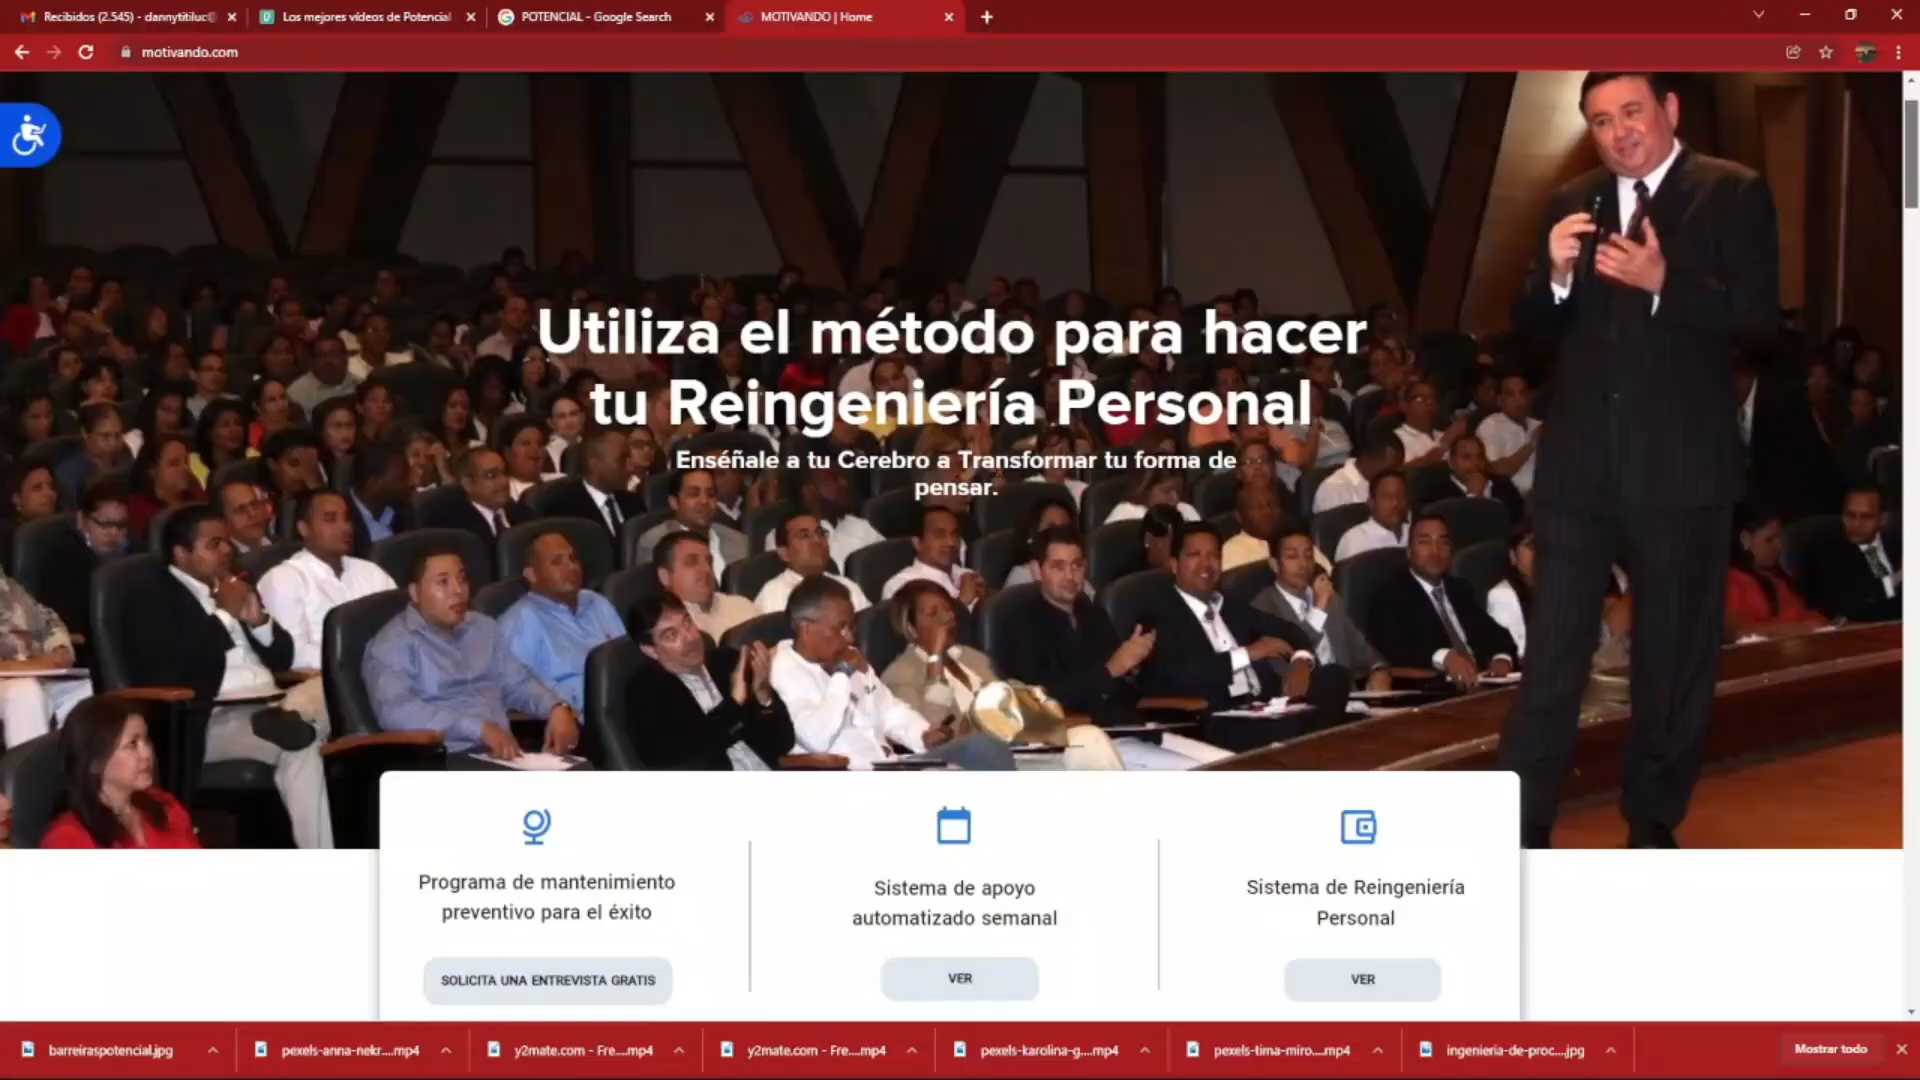 Recibidos (2.545) - dannytitiluc@
Los mejores vídeos de Potencial
POTENCIAL - Google Search
MOTIVANDO | Home
motivando.com
Utiliza el método para hacer
tu Reingeniería Personal
Enséñale a tu Cerebro a Transformar tu forma de
pensar.
Programa de mantenimiento
preventivo para el éxito
SOLICITA UNA ENTREVISTA GRATIS
Sistema de apoyo
automatizado semanal
VER
Sistema de Reingeniería
Personal
VER
barreiraspotencial.jpg
pexels-anna-nekr....mp4
y2mate.com - Fre....mp4
y2mate.com - Fre....mp4
pexels-karolina-g....mp4
pexels-tima-miro....mp4
ingenieria-de-proc....jpg
Mostrar todo